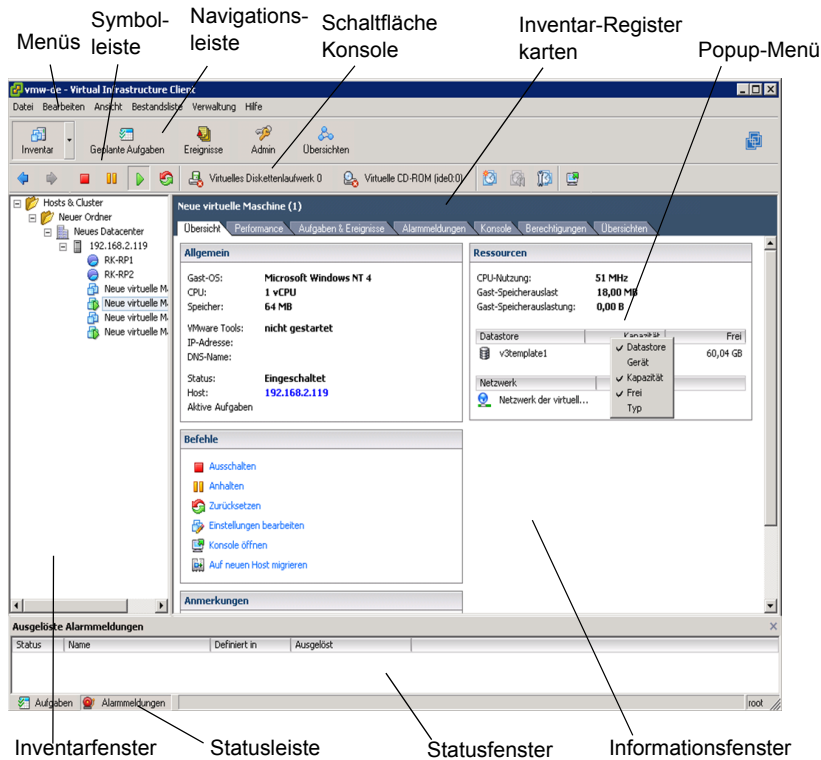 Menüs
Symbol-
leiste
Navigations-
leiste
Schaltfläche
Konsole
Inventar-Register
karten
Popup-Menü
vmw-de - Virtual Infrastructure Client
Datei Bearbeiten Ansicht Bestandsliste Verwaltung Hilfe
Inventar Geplante Aufgaben Ereignisse Admin Übersichten
Virtuelles Diskettenlaufwerk 0 Virtuelle CD-ROM (ide0:0)
Hosts & Cluster
Neuer Ordner
Neues Datacenter
192.168.2.119
RK-RP1
RK-RP2
Neue virtuelle M
Neue virtuelle M
Neue virtuelle M
Neue virtuelle M
Neue virtuelle Maschine (1)
Übersicht Performance Aufgaben & Ereignisse Alarmmeldungen Konsole Berechtigungen Übersichten
Allgemein
Gast-OS: Microsoft Windows NT 4
CPU: 1 vCPU
Speicher: 64 MB
VMware Tools: nicht gestartet
IP-Adresse:
DNS-Name:
Status: Eingeschaltet
Host: 192.168.2.119
Aktive Aufgaben
Befehle
Ausschalten
Anhalten
Zurücksetzen
Einstellungen bearbeiten
Konsole öffnen
Auf neuen Host migrieren
Anmerkungen
Ressourcen
CPU-Nutzung: 51 MHz
Gast-Speicherauslast 18,00 MB
Gast-Speicherauslastung: 0,00 B
Datastore Kapazität Frei
v3template1 60,04 GB
Netzwerk
Netzwerk der virtuell...
Datastore
Gerät
Kapazität
Frei
Typ
Ausgelöste Alarmmeldungen
Status Name Definiert in Ausgelöst
Aufgaben Alarmmeldungen root
Inventarfenster
Statusleiste
Statusfenster
Informationsfenster